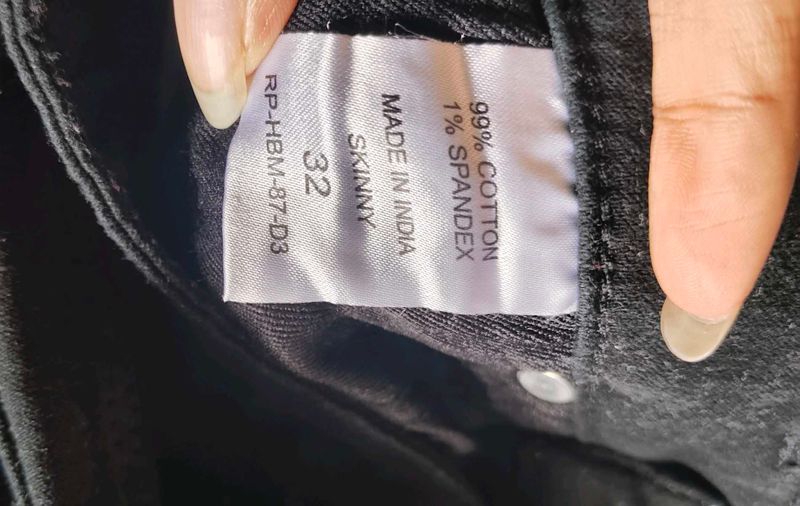 99% COTTON
1% SPANDEX
MADE IN INDIA
SKINNY
32
RP-HBM-87-D3